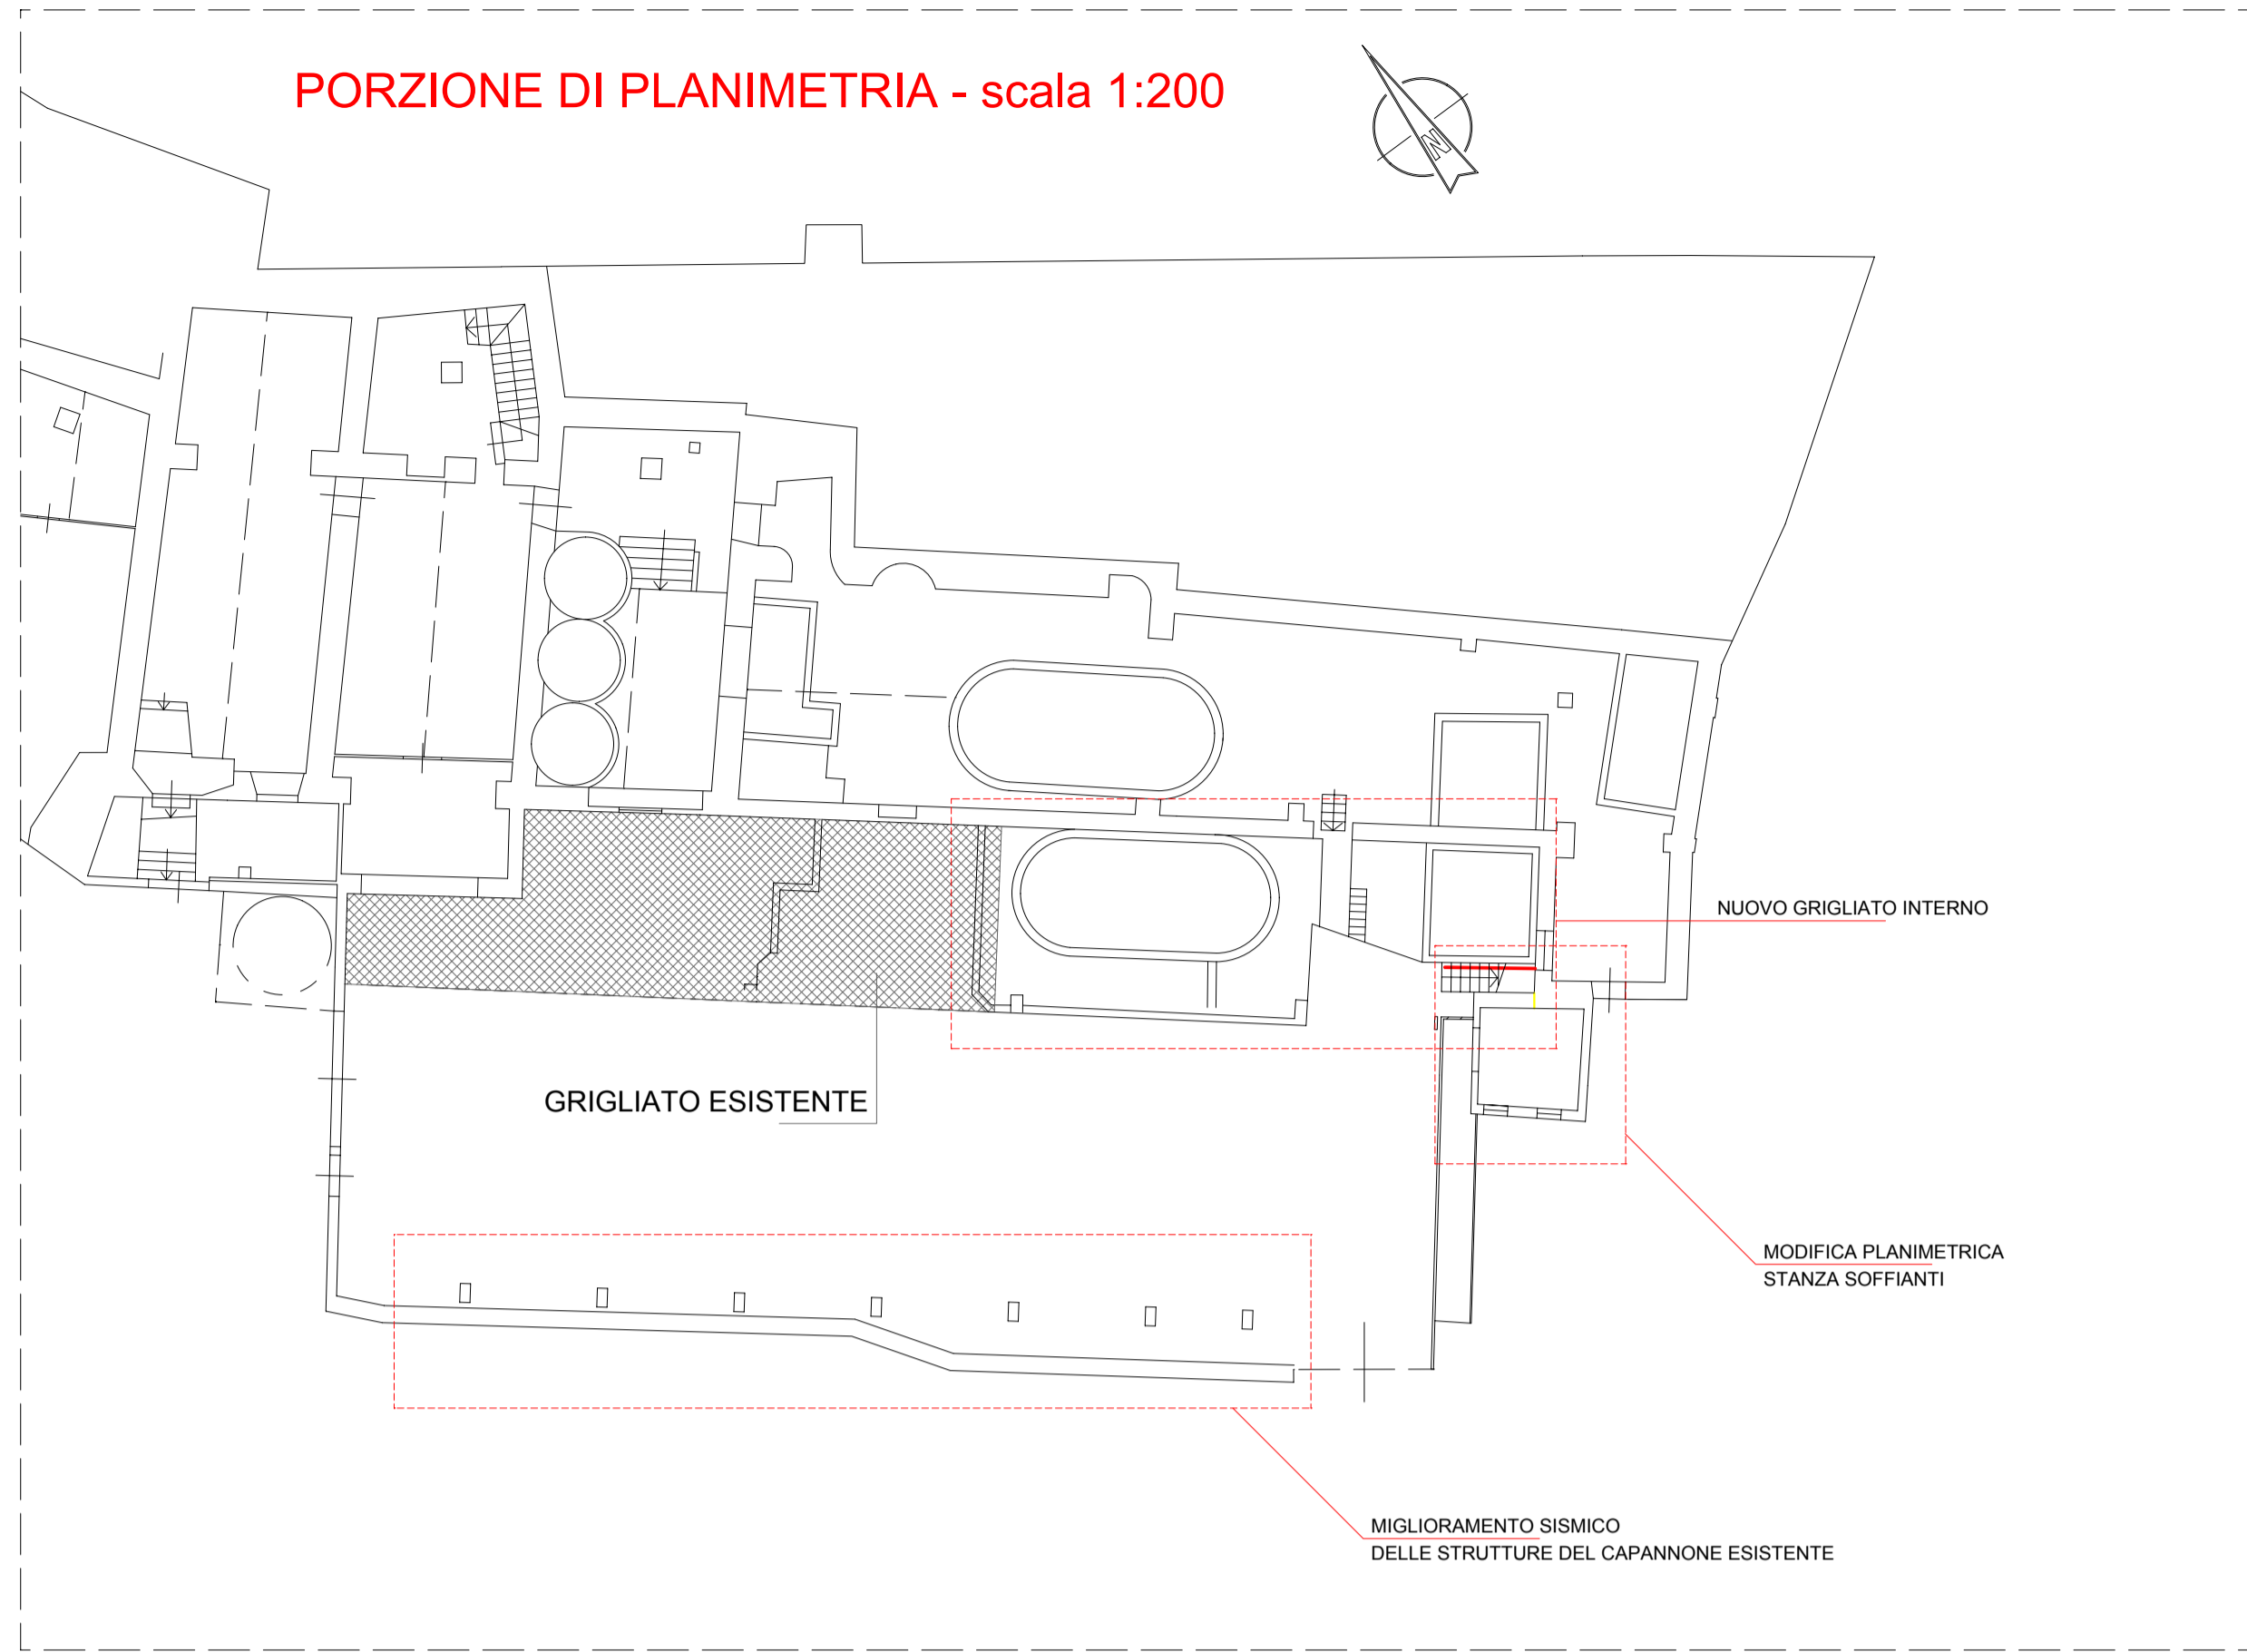 PORZIONE DI PLANIMETRIA - scala 1:200
N
NUOVO GRIGLIATO INTERNO
GRIGLIATO ESISTENTE
MODIFICA PLANIMETRICA
STANZA SOFFIANTI
MIGLIORAMENTO SISMICO
DELLE STRUTTURE DEL CAPANNONE ESISTENTE